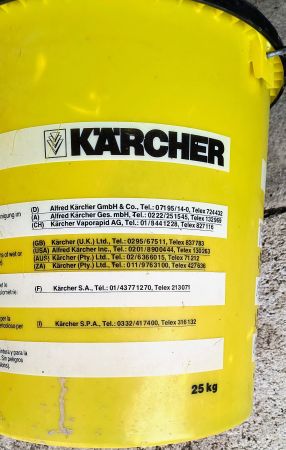 KÄRCHER
(D) Alfred Kärcher GmbH & Co., Tel.: 07195/14-0, Telex 724432
(A) Alfred Kärcher Ges. mbH, Tel.: 0222/251545, Telex 132969
(CH) Kärcher Vaporapid AG, Tel.: 01/8441228, Telex 827116
(GB) Kärcher (U.K.) Ltd., Tel.: 0295/67511, Telex 837783
(USA) Alfred Kärcher Inc., Tel.: 0201/8900444, Telex 130263
(AUS) Kärcher (Pty.) Ltd., Tel.: 02/6366015, Telex 71212
(ZA) Kärcher (Pty.) Ltd., Tel.: 011/9763100, Telex 427636
(F) Kärcher S.A., Tél.: 01/43771270, Telex 213071
(I) Kärcher S.P.A., Tel.: 0332/417400, Telex 316132
25 kg